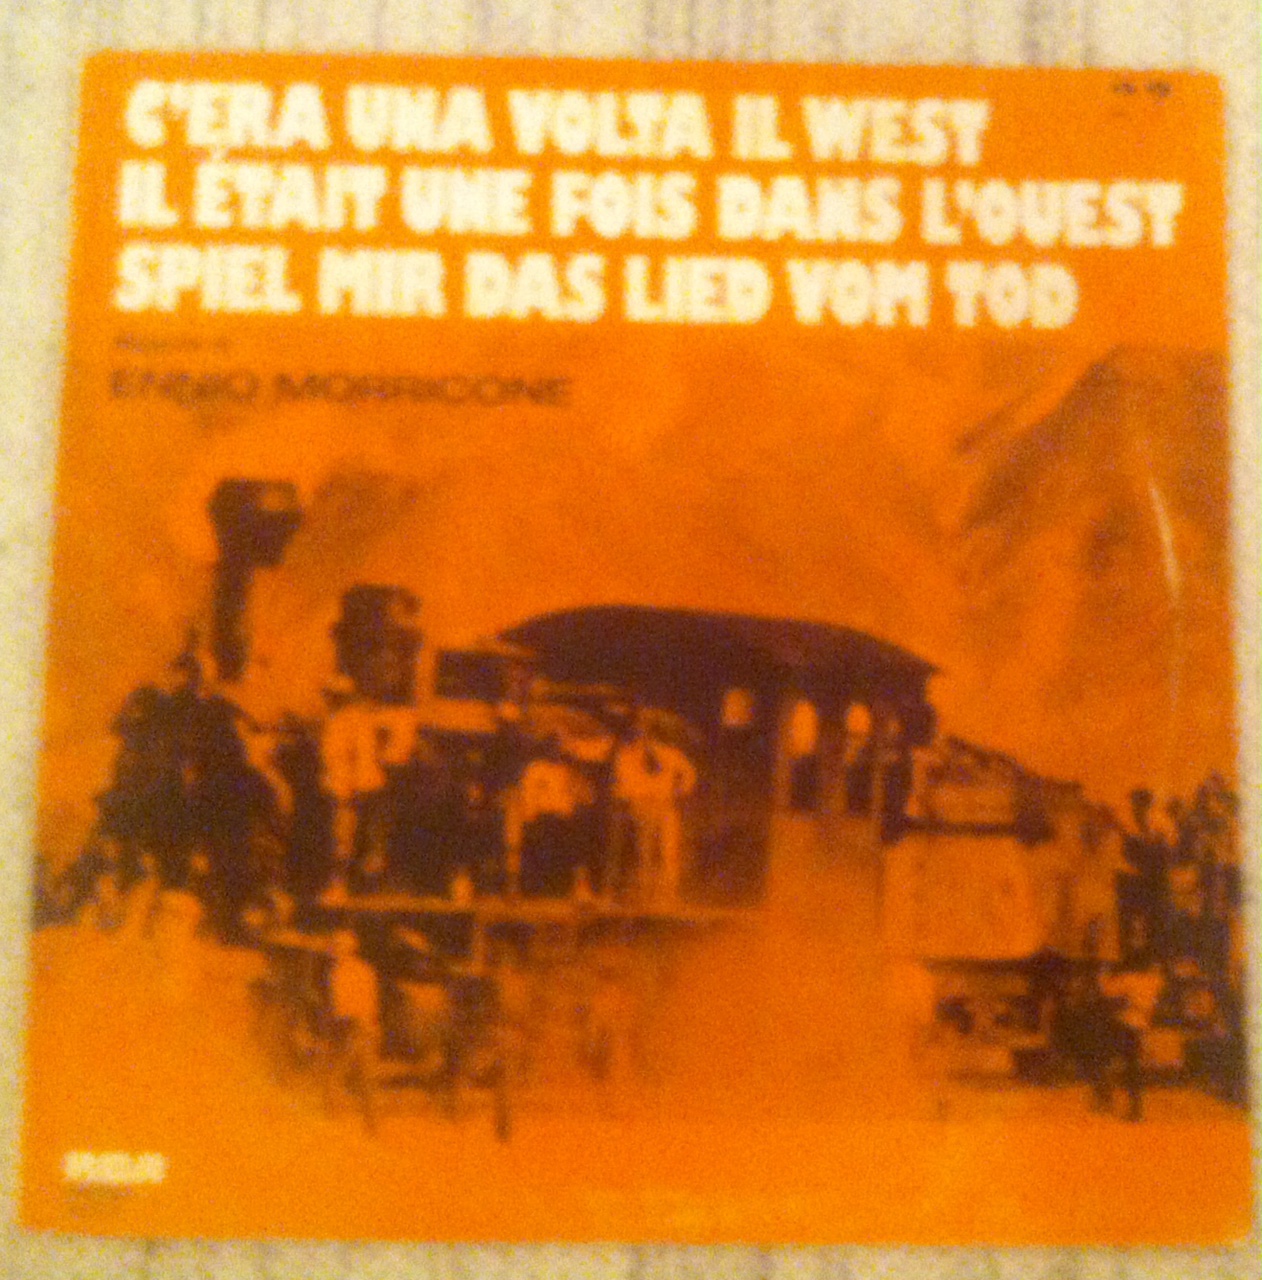 C'ERA UNA VOLTA IL WEST
IL ÉTAIT UNE FOIS DANS L'OUEST
SPIEL MIR DAS LIED VOM TOD
ENNIO MORRICONE